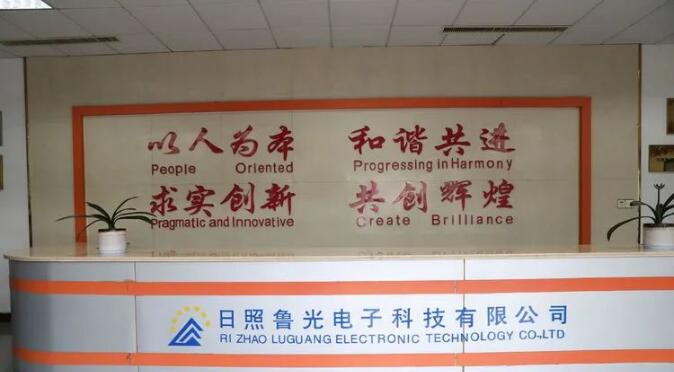 以人为本 和谐共进
People Oriented Progressing in Harmony
求实创新 共创辉煌
Pragmatic and Innovative Create Brilliance
日照鲁光电子科技有限公司
RI ZHAO LUGUANG ELECTRONIC TECHNOLOGY CO.,LTD